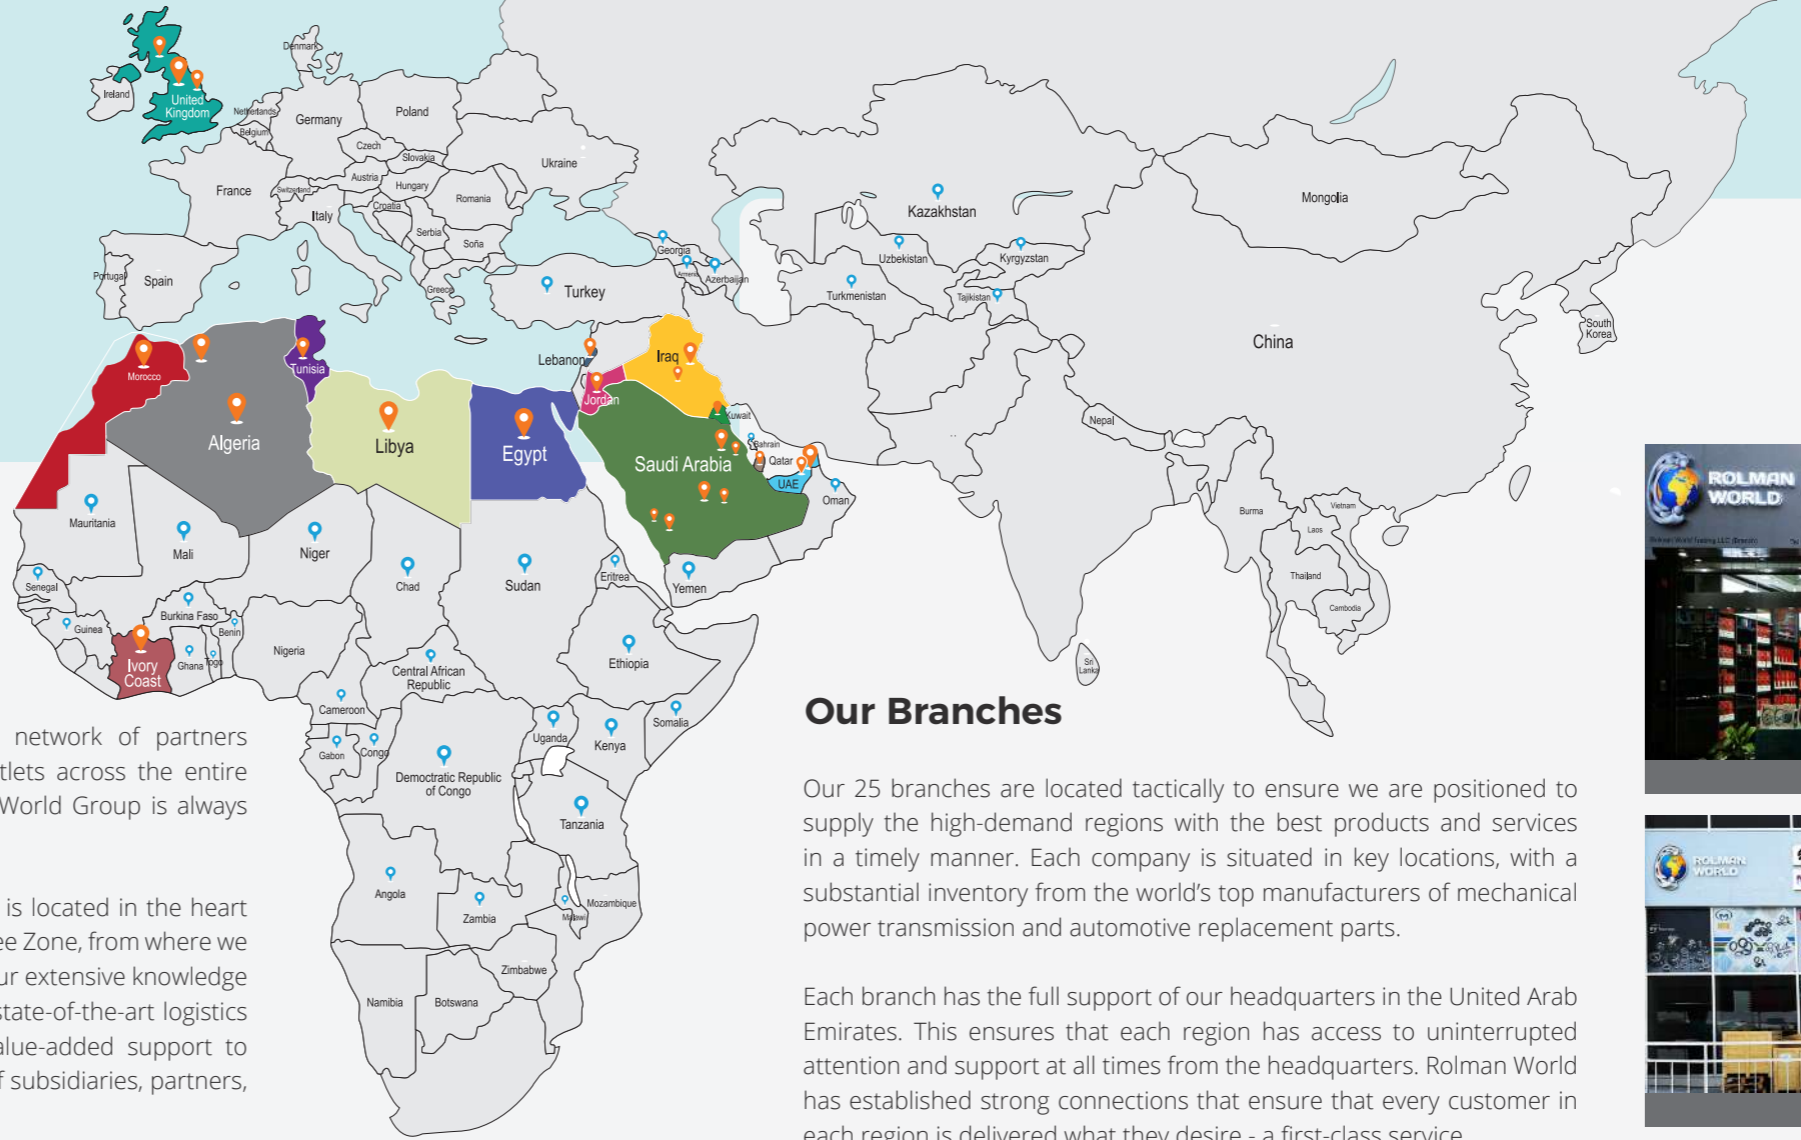 Denmark
Ireland
United
Kingdom
Netherlands
Belgium
Germany
Poland
Czech
Slovakia
Ukraine
France
Switzerland
Austria
Hungary
Romania
Italy
Croatia
Serbia
Soña
Portugal
Spain
Greece
Turkey
Georgia
Armenia
Azerbaijan
Kazakhstan
Uzbekistan
Kyrgyzstan
Turkmenistan
Tajikistan
Mongolia
China
South
Korea
Morocco
Algeria
Tunisia
Libya
Egypt
Lebanon
Jordan
Iraq
Kuwait
Saudi Arabia
Bahrain
Qatar
UAE
Oman
Yemen
Nepal
Burma
Vietnam
Laos
Thailand
Cambodia
Sri
Lanka
Mauritania
Mali
Niger
Chad
Sudan
Eritrea
Senegal
Guinea
Burkina Faso
Benin
Ivory
Coast
Ghana
Togo
Nigeria
Cameroon
Central African
Republic
Ethiopia
Somalia
Gabon
Congo
Democtratic Republic
of Congo
Uganda
Kenya
Tanzania
Angola
Zambia
Malawi
Mozambique
Zimbabwe
Namibia
Botswana
network of partners
tlets across the entire
World Group is always
is located in the heart
ee Zone, from where we
ur extensive knowledge
state-of-the-art logistics
alue-added support to
f subsidiaries, partners,
Our Branches
Our 25 branches are located tactically to ensure we are positioned to
supply the high-demand regions with the best products and services
in a timely manner. Each company is situated in key locations, with a
substantial inventory from the world’s top manufacturers of mechanical
power transmission and automotive replacement parts.
Each branch has the full support of our headquarters in the United Arab
Emirates. This ensures that each region has access to uninterrupted
attention and support at all times from the headquarters. Rolman World
has established strong connections that ensure that every customer in
each region is delivered what they desire - a first-class service.
ROLMAN
WORLD
Rolman World Trading LLC (Branch)
ROLMAN
WORLD